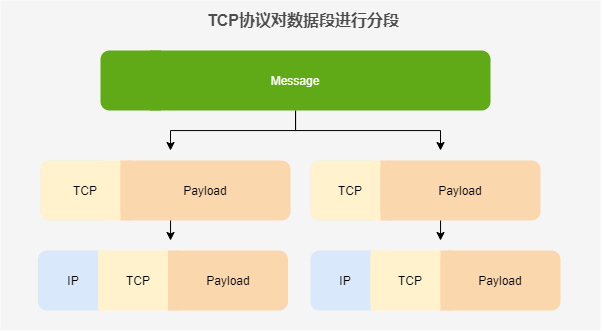 TCP协议对数据段进行分段
Message
TCP Payload TCP Payload
IP TCP Payload IP TCP Payload